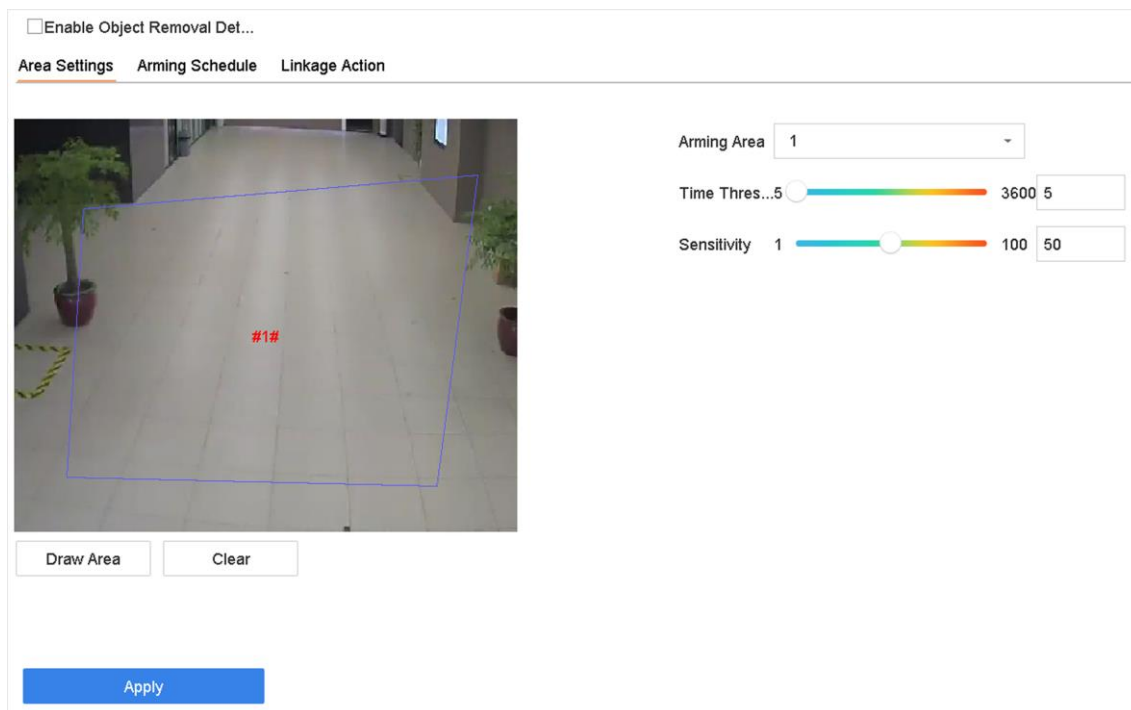 Enable Object Removal Det...
Area Settings Arming Schedule Linkage Action
Arming Area 1
Time Thres...5 3600 5
Sensitivity 1 100 50
#1#
Draw Area Clear
Apply